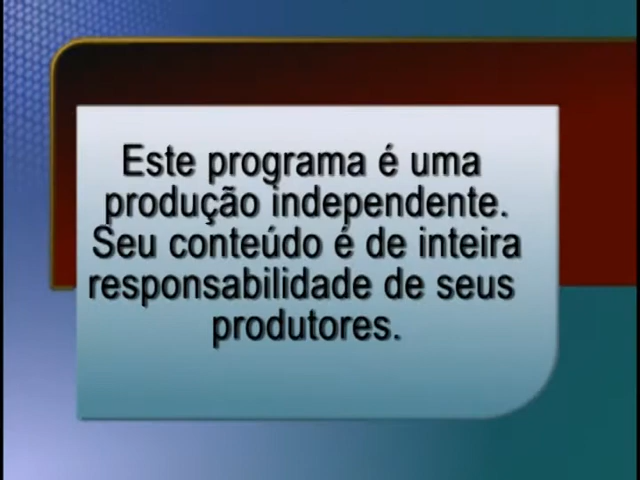 Este programa é uma
produção independente.
Seu conteúdo é de inteira
responsabilidade de seus
produtores.